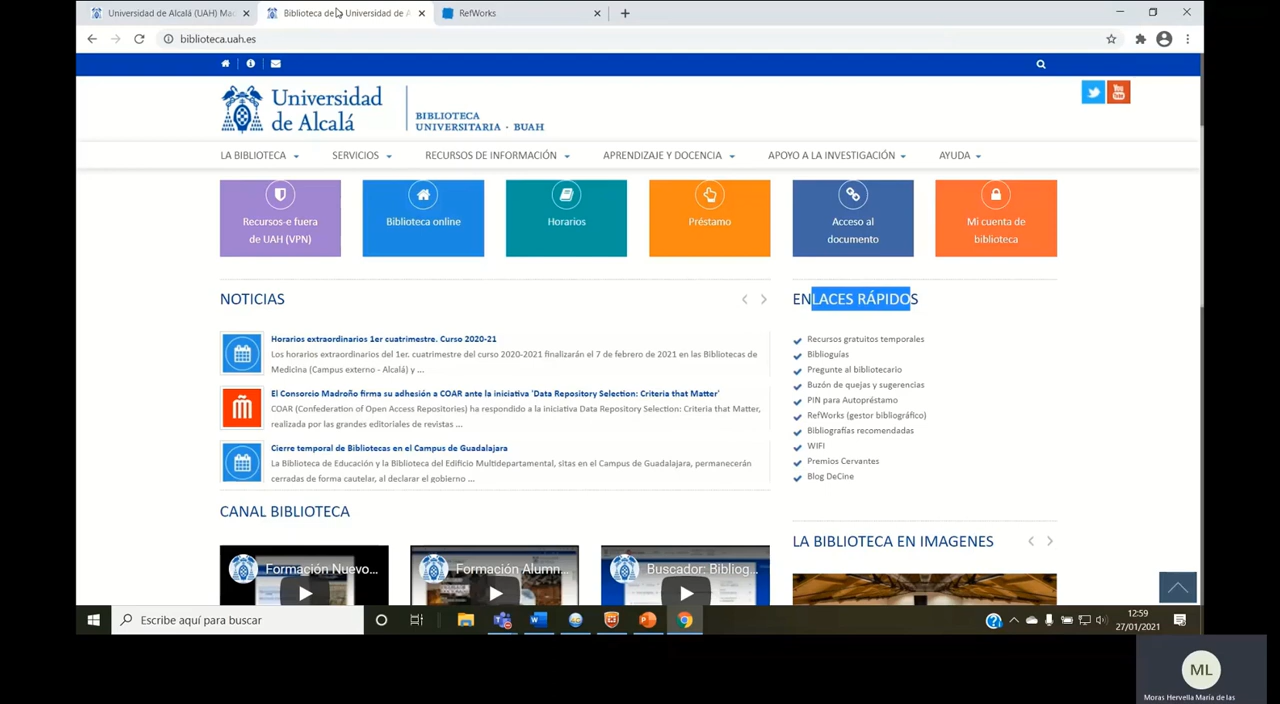 Universidad de Alcalá (UAH) Ma
Biblioteca de
Universidad de A
RefWorks
biblioteca.uah.es
Universidad
de Alcalá
BIBLIOTECA
UNIVERSITARIA · BUAH
You
LA BIBLIOTECA
SERVICIOS
RECURSOS DE INFORMACIÓN
APRENDIZAJE Y DOCENCIA
APOYO A LA INVESTIGACIÓN
AYUDA
Recursos-e fuera
de UAH (VPN)
Biblioteca online
Horarios
Préstamo
Acceso al
documento
Mi cuenta de
biblioteca
NOTICIAS
Horarios extraordinarios 1er cuatrimestre. Curso 2020-21
Los horarios extraordinarios del 1er. cuatrimestre del curso 2020-2021 finalizarán el 7 de febrero de 2021 en las Bibliotecas de
Medicina (Campus externo - Alcalá) y ...
El Consorcio Madroño firma su adhesión a COAR ante la iniciativa 'Data Repository Selection: Criteria that Matter'
COAR (Confederation of Open Access Repositories) ha respondido a la iniciativa Data Repository Selection: Criteria that Matter,
realizada por las grandes editoriales de revistas ...
Cierre temporal de Bibliotecas en el Campus de Guadalajara
La Biblioteca de Educación y la Biblioteca del Edificio Multidepartamental, sitas en el Campus de Guadalajara, permanecerán
cerradas de forma cautelar, al declarar el gobierno ...
ENLACES RÁPIDOS
Recursos gratuitos temporales
Biblioguías
Pregunte al bibliotecario
Buzón de quejas y sugerencias
PIN para Autopréstamo
RefWorks (gestor bibliográfico)
Bibliografías recomendadas
WIFI
Premios Cervantes
Blog DeCine
CANAL BIBLIOTECA
Formación Nuevo...
Formación Alumn...
Buscador: Bibliog...
LA BIBLIOTECA EN IMAGENES
Escribe aquí para buscar
12:59
27/01/2021
ML
Moras Hervella María de las